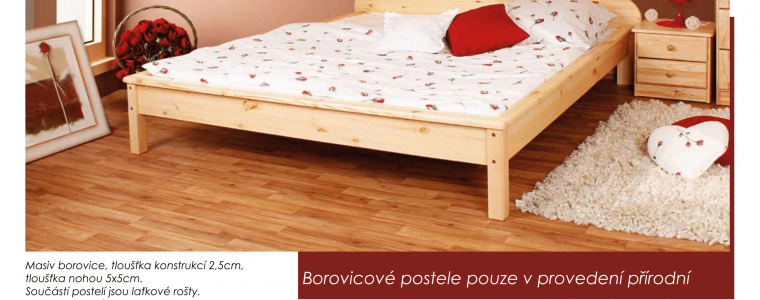 Masiv borovice, tloušťka konstrukcí 2,5cm,
tloušťka nohou 5x5cm.
Součástí postelí jsou laťkové rošty.
Borovicové postele pouze v provedení přírodní